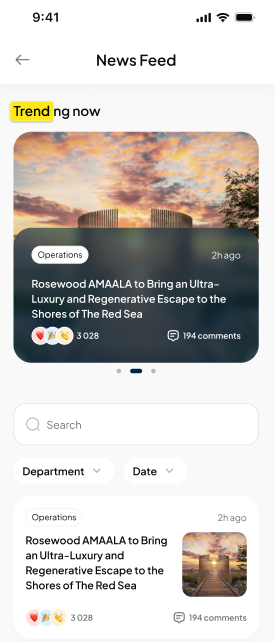 9:41
News Feed
Trending now
Operations
2h ago
Rosewood AMAALA to Bring an Ultra-
Luxury and Regenerative Escape to the
Shores of The Red Sea
3 028
194 comments
Search
Department
Date
Operations
2h ago
Rosewood AMAALA to Bring
an Ultra-Luxury and
Regenerative Escape to the
Shores of The Red Sea
3 028
194 comments